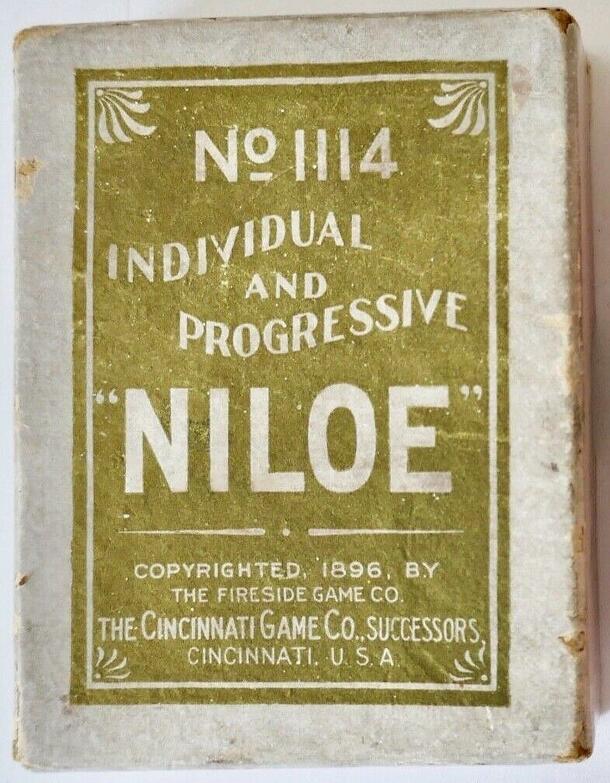 Nº 1114
INDIVIDUAL
AND
PROGRESSIVE
"NILOE"
COPYRIGHTED, 1896, BY
THE FIRESIDE GAME CO.
THE CINCINNATI GAME CO., SUCCESSORS,
CINCINNATI. U.S.A.